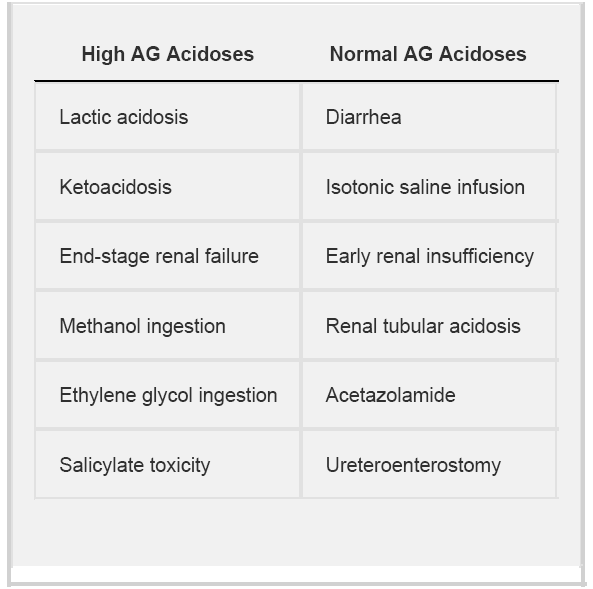 High AG Acidoses Normal AG Acidoses
Lactic acidosis Diarrhea
Ketoacidosis Isotonic saline infusion
End-stage renal failure Early renal insufficiency
Methanol ingestion Renal tubular acidosis
Ethylene glycol ingestion Acetazolamide
Salicylate toxicity Ureteroenterostomy